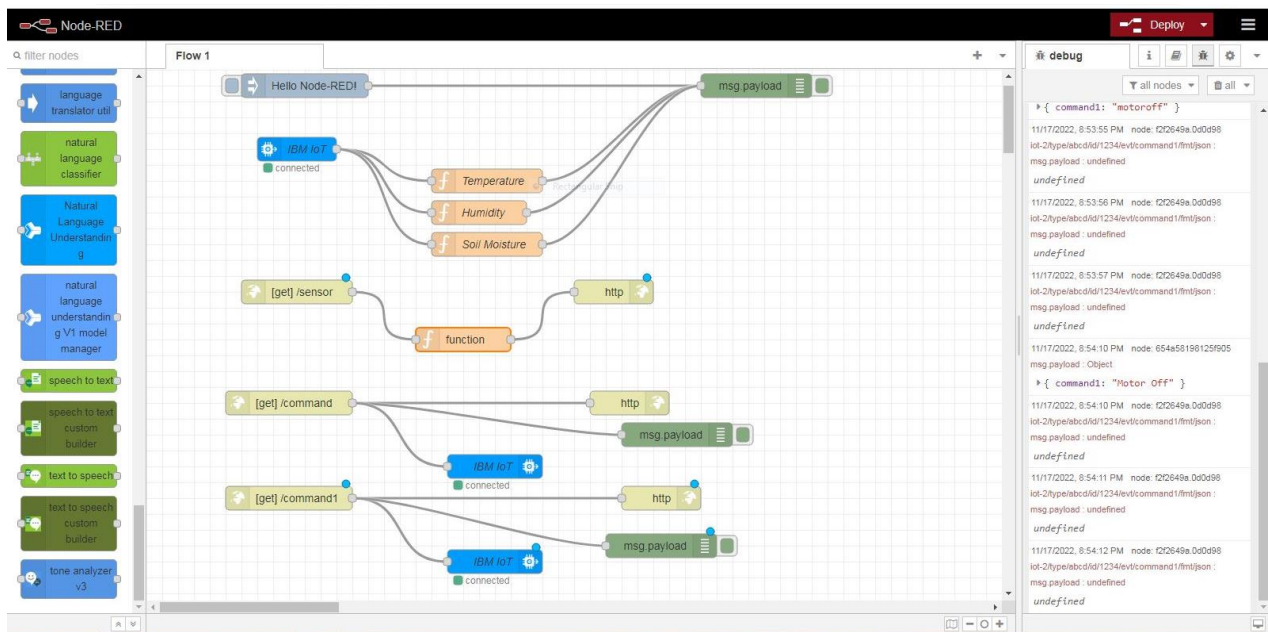 Node-RED
Deploy
filter nodes
Flow 1
debug
i
all nodes
all
language
translator util
natural
language
classifier
Natural
Language
Understandin
g
natural
language
understandin
g V1 model
manager
speech to text
speech to text
custom
builder
text to speech
text to speech
custom
builder
tone analyzer
v3
Hello Node-RED!
msg.payload
IBM IoT
connected
Temperature
Rectangular Snip
Humidity
Soil Moisture
[get] /sensor
http
function
[get] /command
http
msg.payload
IBM IoT
connected
[get] /command1
http
msg.payload
IBM IoT
connected
{ command1: "motoroff" }
11/17/2022, 8:53:55 PM node: f2f2649a.0d0d98
iot-2/type/abcd/id/1234/evt/command1/fmt/json :
msg.payload : undefined
undefined
11/17/2022, 8:53:56 PM node: f2f2649a.0d0d98
iot-2/type/abcd/id/1234/evt/command1/fmt/json :
msg.payload : undefined
undefined
11/17/2022, 8:53:57 PM node: f2f2649a.0d0d98
iot-2/type/abcd/id/1234/evt/command1/fmt/json :
msg.payload : undefined
undefined
11/17/2022, 8:54:10 PM node: 654a58198125f905
msg.payload : Object
{ command1: "Motor Off" }
11/17/2022, 8:54:10 PM node: f2f2649a.0d0d98
iot-2/type/abcd/id/1234/evt/command1/fmt/json :
msg.payload : undefined
undefined
11/17/2022, 8:54:11 PM node: f2f2649a.0d0d98
iot-2/type/abcd/id/1234/evt/command1/fmt/json :
msg.payload : undefined
undefined
11/17/2022, 8:54:12 PM node: f2f2649a.0d0d98
iot-2/type/abcd/id/1234/evt/command1/fmt/json :
msg.payload : undefined
undefined